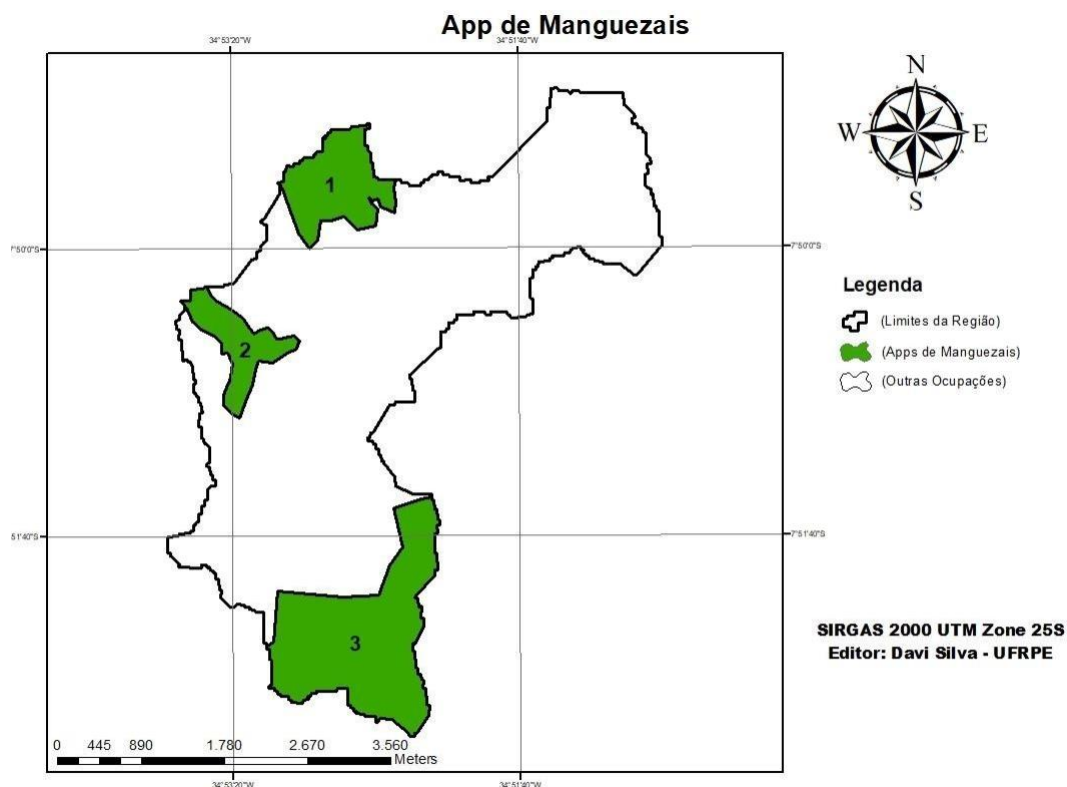 App de Manguezais
34°53'20"W
34°51'40"W
N
W
E
S
1
7°50'0"S
7°50'0"S
Legenda
(Limites da Região)
(Apps de Manguezais)
(Outras Ocupações)
2
51'40"S
7°51'40"S
3
SIRGAS 2000 UTM Zone 25S
Editor: Davi Silva - UFRPE
0 445 890 1.780 2.670 3.560
Meters
34°53'20"W
34°51'40"W